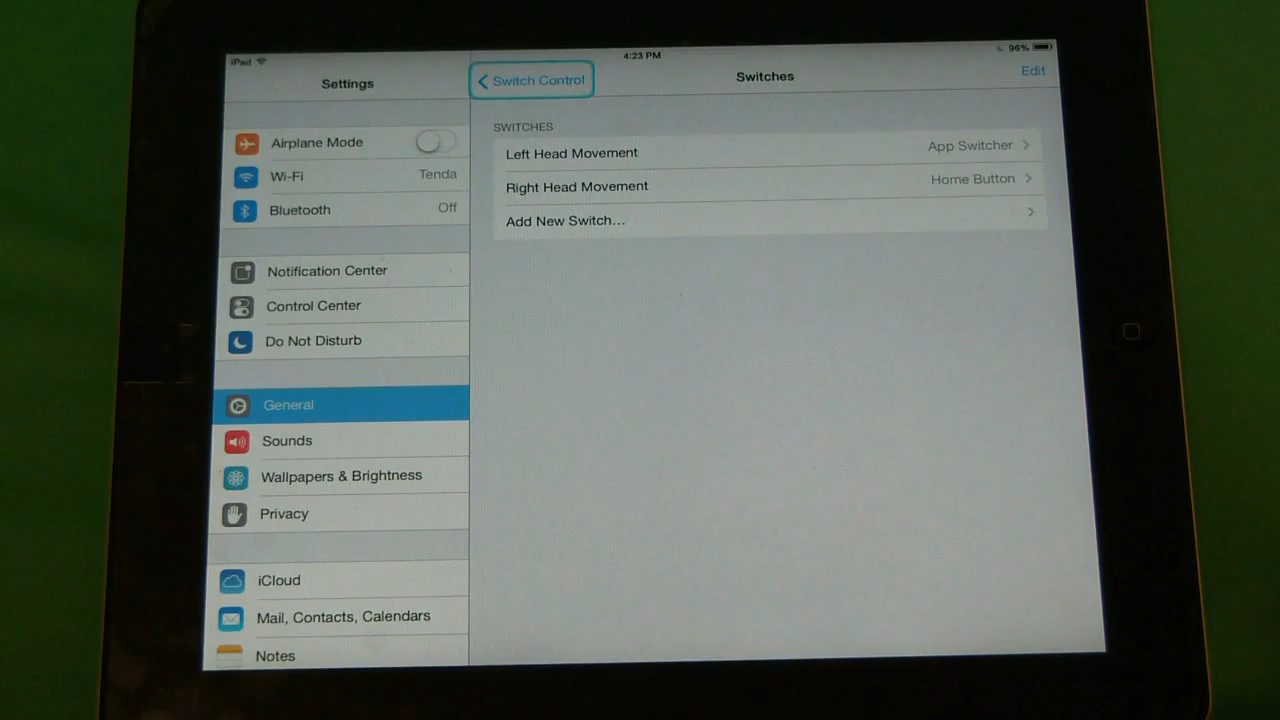 iPad 4:23 PM 96%
Settings
Switch Control Switches Edit
Airplane Mode
Wi-Fi Tenda
Bluetooth Off
Notification Center
Control Center
Do Not Disturb
General
Sounds
Wallpapers & Brightness
Privacy
iCloud
Mail, Contacts, Calendars
Notes
SWITCHES
Left Head Movement App Switcher
Right Head Movement Home Button
Add New Switch...